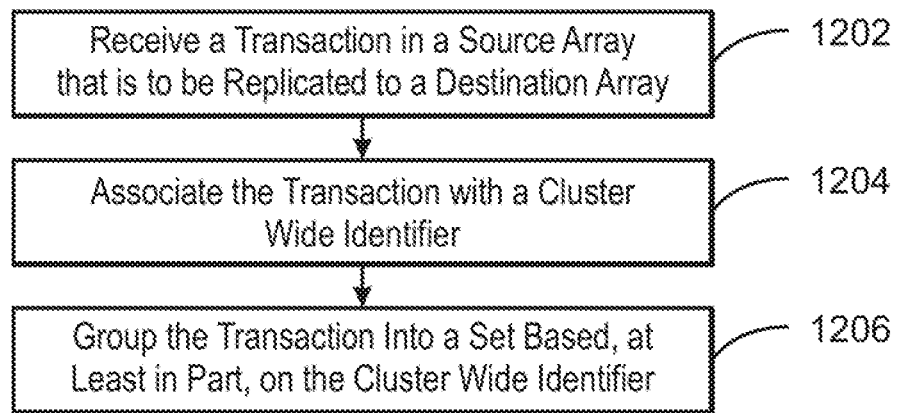 Receive a Transaction in a Source Array
that is to be Replicated to a Destination Array
1202
Associate the Transaction with a Cluster
Wide Identifier
1204
Group the Transaction Into a Set Based, at
Least in Part, on the Cluster Wide Identifier
1206